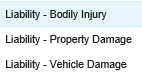 Liability - Bodily Injury
Liability - Property Damage
Liability - Vehicle Damage